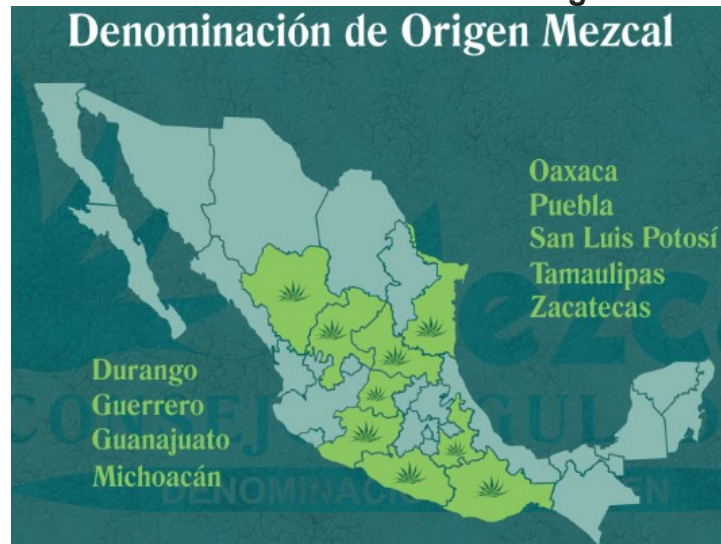 Denominación de Origen Mezcal
Oaxaca
Puebla
San Luis Potosí
Tamaulipas
Zacatecas
Durango
Guerrero
Guanajuato
Michoacán